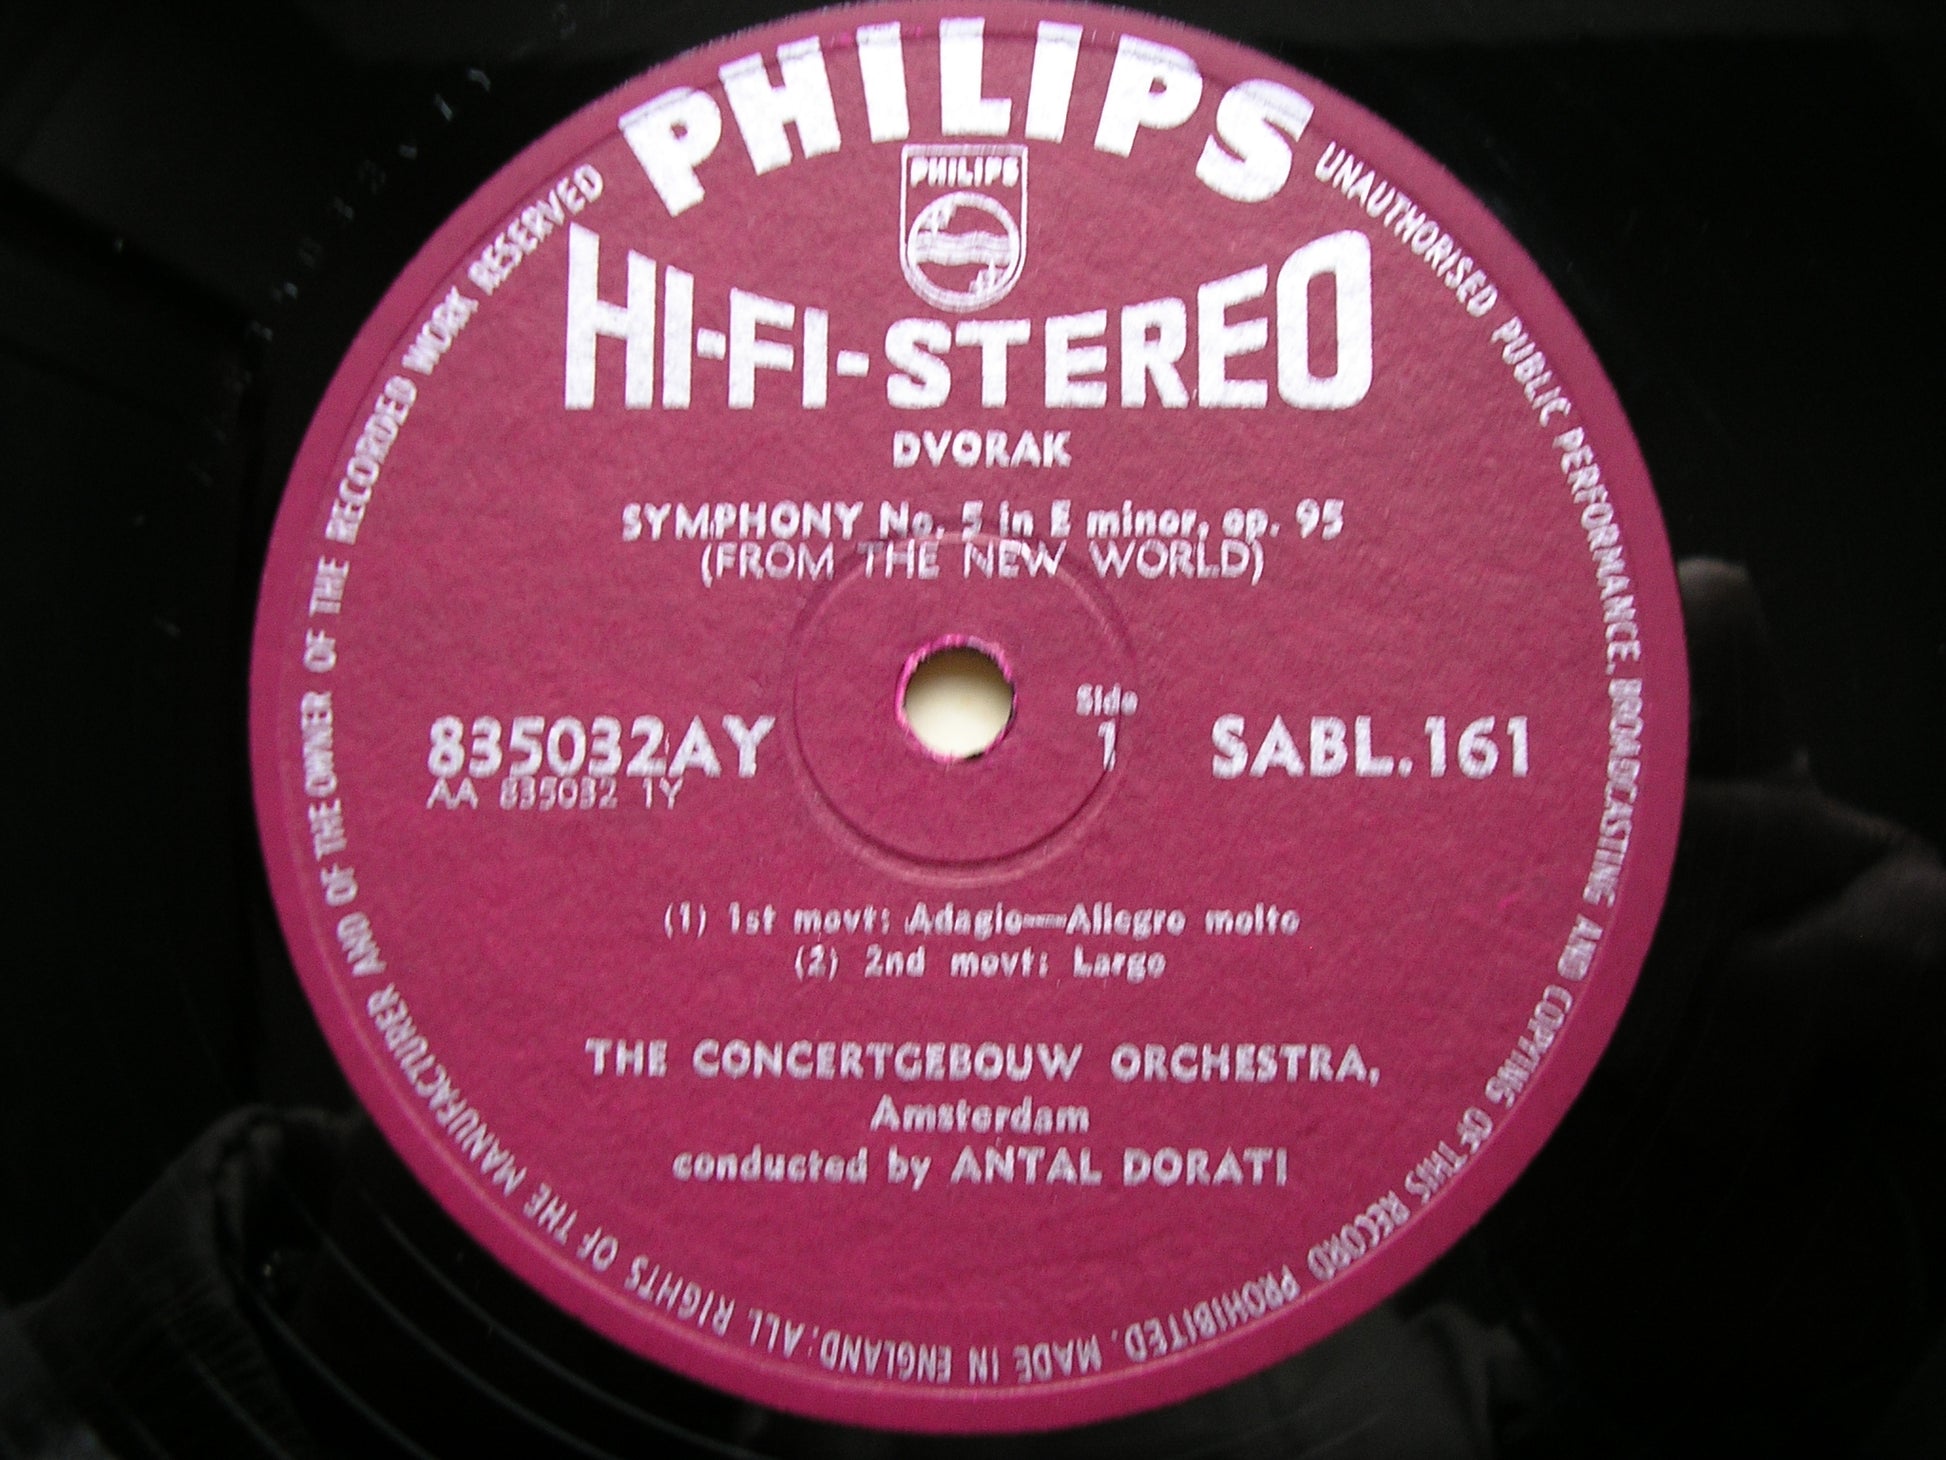 PHILIPS
PHILIPS
HI-FI-STEREO
DVORAK
SYMPHONY No. 5 in E minor, op. 95
(FROM THE NEW WORLD)
835032AY
AA 835032 1Y
Side
1
SABL.161
(1) 1st movt: Adagio—Allegro molto
(2) 2nd movt: Largo
THE CONCERTGEBOUW ORCHESTRA,
Amsterdam
conducted by ANTAL DORATI
UNAUTHORISED PUBLIC PERFORMANCE, BROADCASTING AND COPYING OF THIS RECORD PROHIBITED. MADE IN ENGLAND. ALL RIGHTS OF THE MANUFACTURER AND OF THE OWNER OF THE RECORDED WORK RESERVED